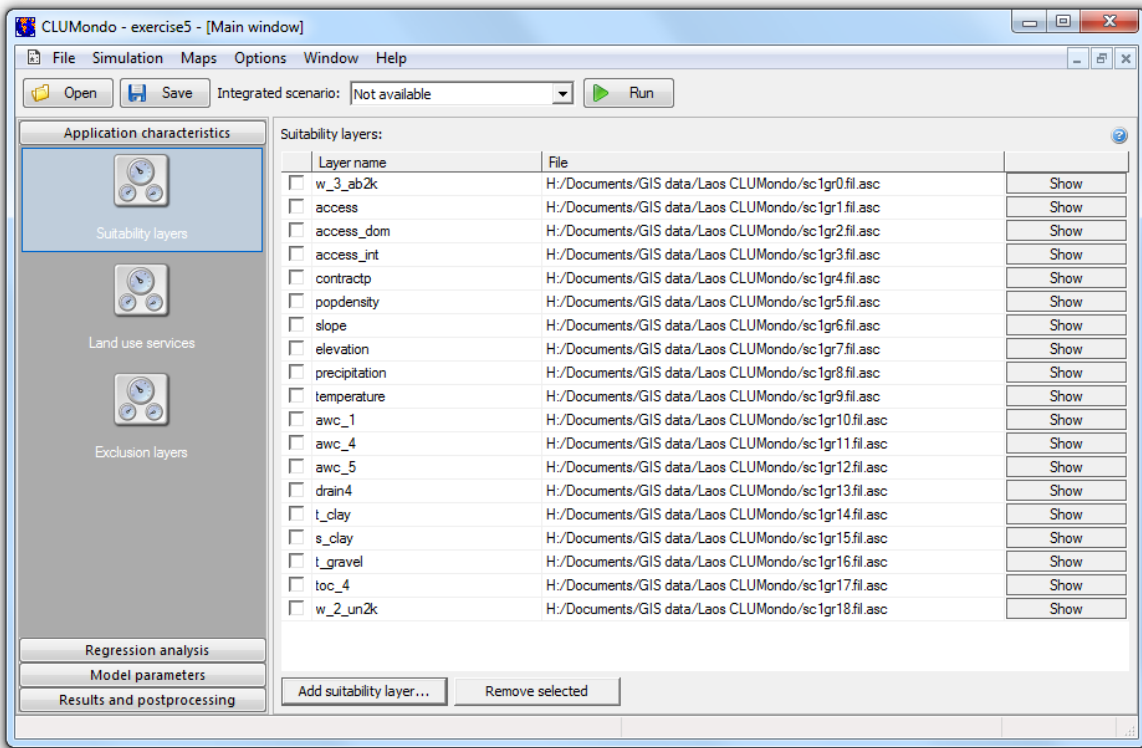 CLUMondo - exercise5 - [Main window]
File Simulation Maps Options Window Help
Open Save Integrated scenario: Not available Run
Application characteristics
Suitability layers
Land use services
Exclusion layers
Regression analysis
Model parameters
Results and postprocessing
Suitability layers:
Layer name File
w_3_ab2k H:/Documents/GIS data/Laos CLUMondo/sc1gr0.fil.asc Show
access H:/Documents/GIS data/Laos CLUMondo/sc1gr1.fil.asc Show
access_dom H:/Documents/GIS data/Laos CLUMondo/sc1gr2.fil.asc Show
access_int H:/Documents/GIS data/Laos CLUMondo/sc1gr3.fil.asc Show
contractp H:/Documents/GIS data/Laos CLUMondo/sc1gr4.fil.asc Show
popdensity H:/Documents/GIS data/Laos CLUMondo/sc1gr5.fil.asc Show
slope H:/Documents/GIS data/Laos CLUMondo/sc1gr6.fil.asc Show
elevation H:/Documents/GIS data/Laos CLUMondo/sc1gr7.fil.asc Show
precipitation H:/Documents/GIS data/Laos CLUMondo/sc1gr8.fil.asc Show
temperature H:/Documents/GIS data/Laos CLUMondo/sc1gr9.fil.asc Show
awc_1 H:/Documents/GIS data/Laos CLUMondo/sc1gr10.fil.asc Show
awc_4 H:/Documents/GIS data/Laos CLUMondo/sc1gr11.fil.asc Show
awc_5 H:/Documents/GIS data/Laos CLUMondo/sc1gr12.fil.asc Show
drain4 H:/Documents/GIS data/Laos CLUMondo/sc1gr13.fil.asc Show
t_clay H:/Documents/GIS data/Laos CLUMondo/sc1gr14.fil.asc Show
s_clay H:/Documents/GIS data/Laos CLUMondo/sc1gr15.fil.asc Show
t_gravel H:/Documents/GIS data/Laos CLUMondo/sc1gr16.fil.asc Show
toc_4 H:/Documents/GIS data/Laos CLUMondo/sc1gr17.fil.asc Show
w_2_un2k H:/Documents/GIS data/Laos CLUMondo/sc1gr18.fil.asc Show
Add suitability layer... Remove selected